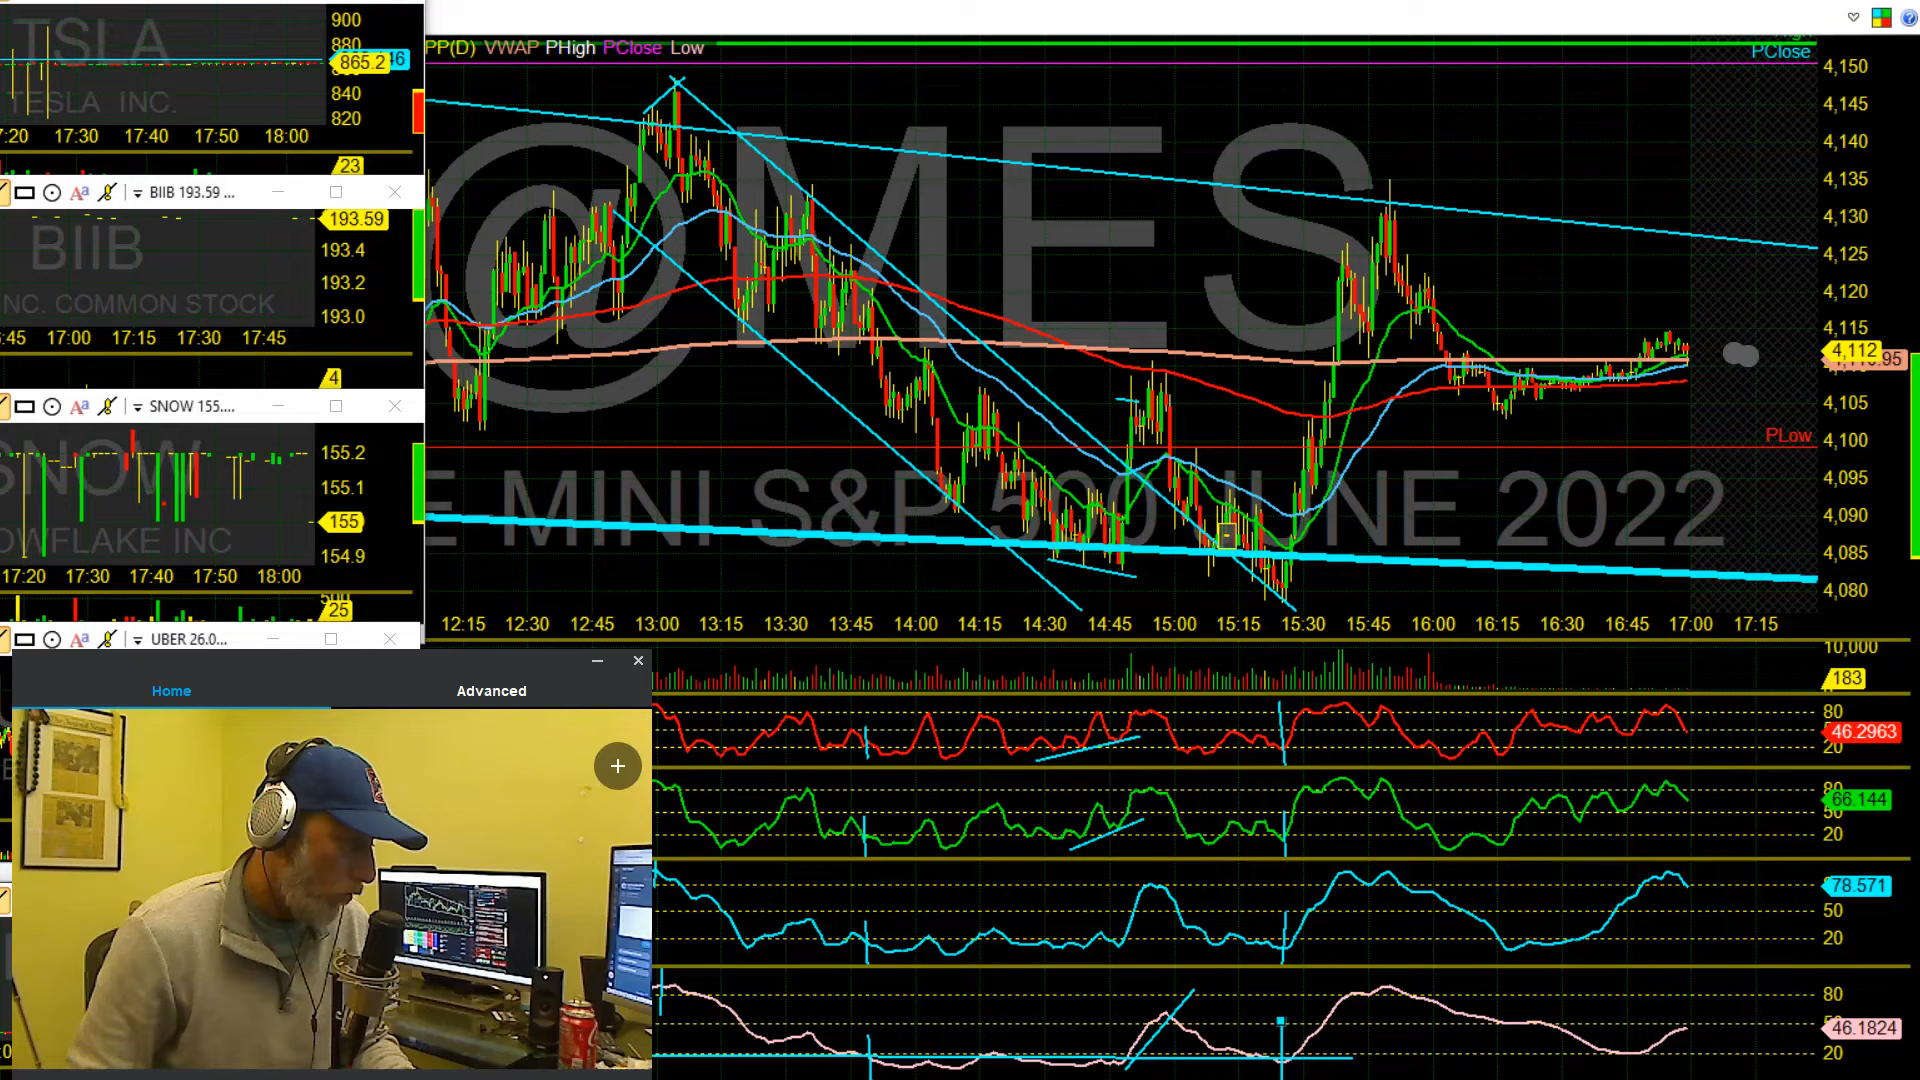 TSLA
TESLA INC.
900
880
46
865.2
840
820
7:20 17:30 17:40 17:50 18:00
23
Aa BIIB 193.59 ...
BIIB
INC. COMMON STOCK
193.59
193.4
193.2
193.0
:45 17:00 17:15 17:30 17:45
4
Aa SNOW 155....
SNOW
OWFLAKE INC
155.2
155.1
155
154.9
17:20 17:30 17:40 17:50 18:00
500
25
Aa UBER 26.0...
Home Advanced
+
PP(D) VWAP PHigh PClose Low
@MES
E MINI S&P 500 JUNE 2022
PClose
PLow
4,150
4,145
4,140
4,135
4,130
4,125
4,120
4,115
4,112
95
4,105
4,100
4,095
4,090
4,085
4,080
12:15 12:30 12:45 13:00 13:15 13:30 13:45 14:00 14:15 14:30 14:45 15:00 15:15 15:30 15:45 16:00 16:15 16:30 16:45 17:00 17:15
10,000
183
80
46.2963
20
80
66.144
50
20
78.571
50
20
80
46.1824
20